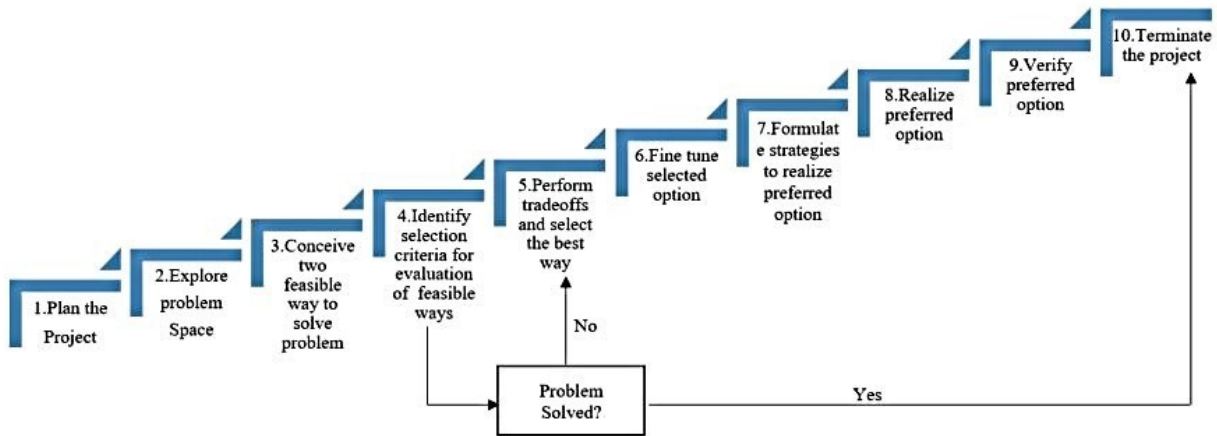 1.Plan the
Project
2.Explore
problem
Space
3.Conceive
two
feasible
way to
solve
problem
4.Identify
selection
criteria for
evaluation
of feasible
ways
5.Perform
tradeoffs
and select
the best
way
6.Fine tune
selected
option
7.Formulat
e strategies
to realize
preferred
option
8.Realize
preferred
option
9.Verify
preferred
option
10.Terminate
the project
No
Problem
Solved?
Yes